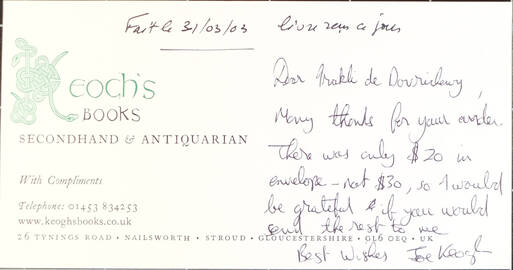 Fait le 31/03/03 livre reçu ce jour
Keogh's
BOOKS
SECONDHAND & ANTIQUARIAN
With Compliments
Telephone: 01453 834253
www.keoghsbooks.co.uk
26 TYNINGS ROAD • NAILSWORTH • STROUD • GLOUCESTERSHIRE • GL6 0EQ • UK
Dear de
Many thanks for your order.
There was only $20 in
envelope – not $30, so I would
be grateful if you would
send the rest to me
Best Wishes Joe Keogh